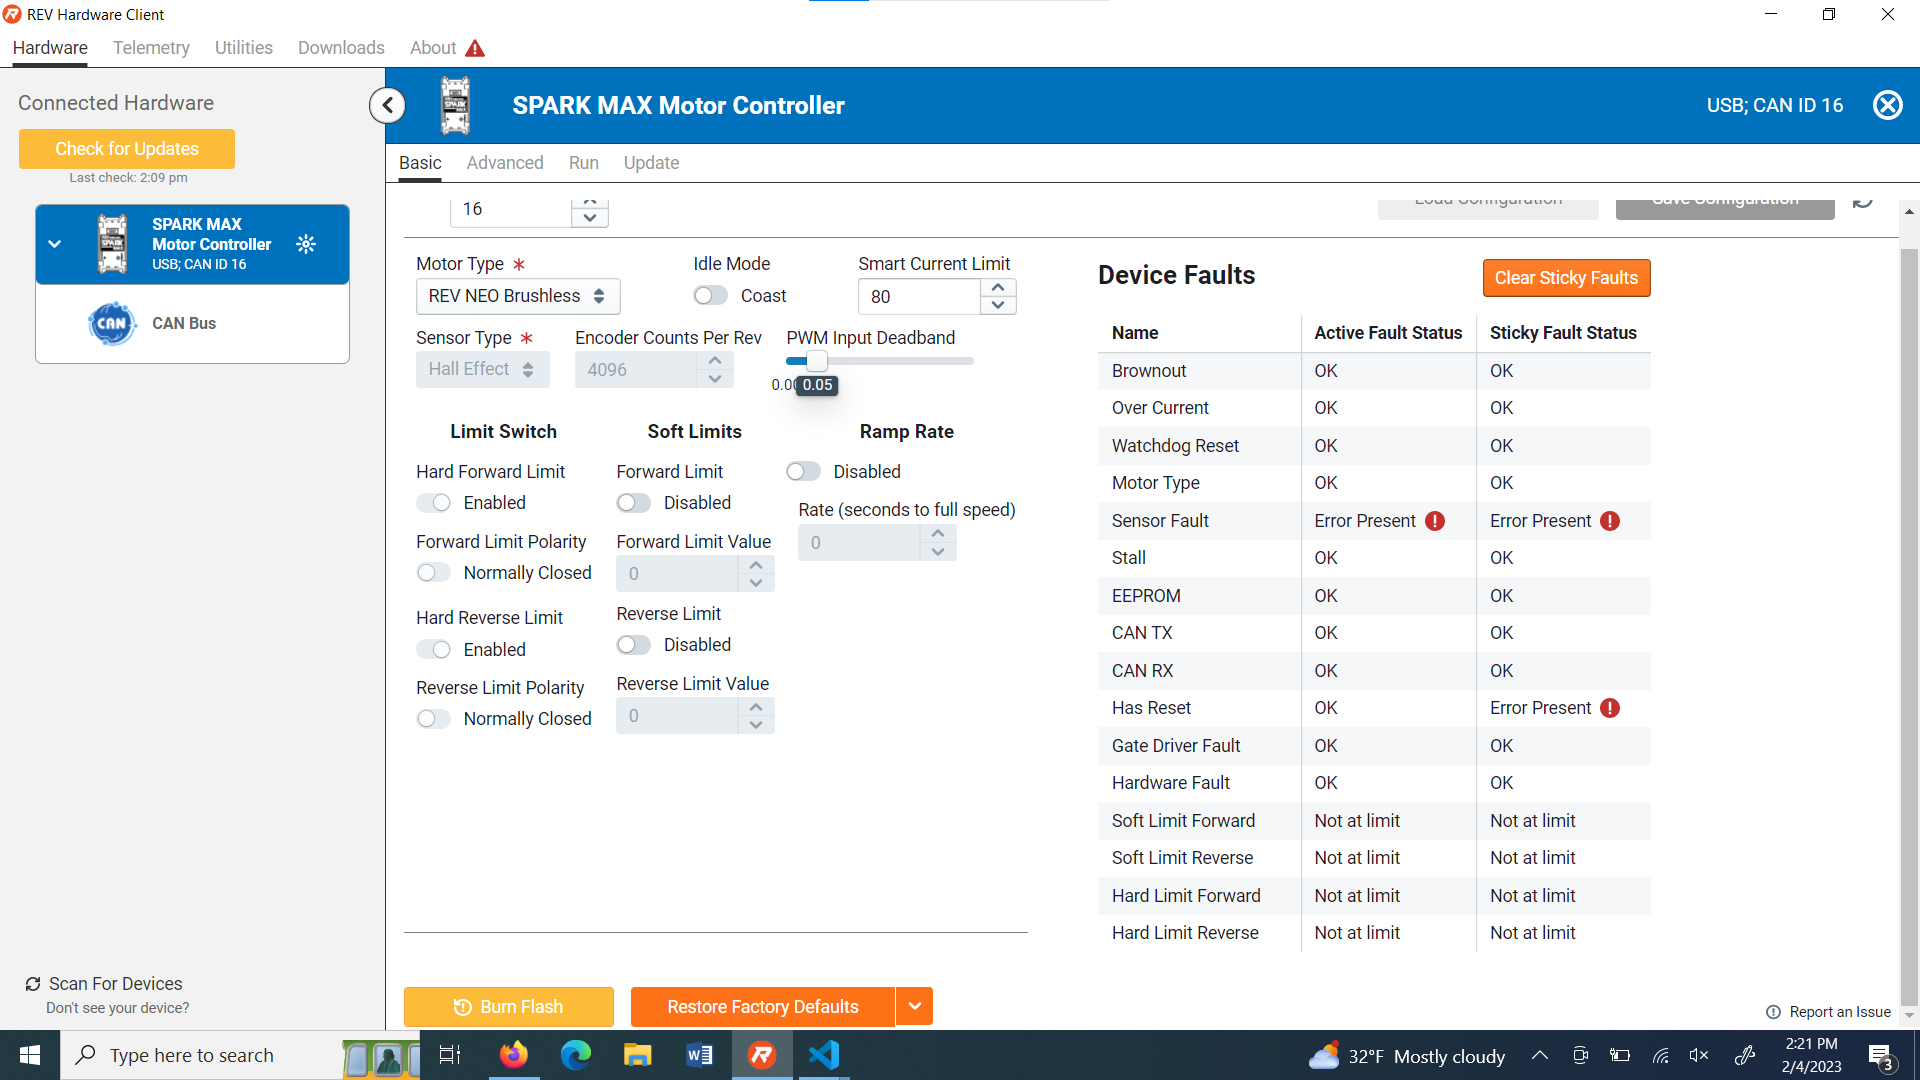 REV Hardware Client
Hardware Telemetry Utilities Downloads About
Connected Hardware
Check for Updates
Last check: 2:09 pm
SPARK MAX
Motor Controller
USB; CAN ID 16
CAN Bus
Scan For Devices
Don't see your device?
SPARK MAX Motor Controller
USB; CAN ID 16
Basic Advanced Run Update
16
Load Configuration
Save Configuration
Motor Type *
REV NEO Brushless
Idle Mode
Coast
Smart Current Limit
80
Sensor Type *
Hall Effect
Encoder Counts Per Rev
4096
PWM Input Deadband
0.05
Limit Switch
Hard Forward Limit
Enabled
Forward Limit Polarity
Normally Closed
Hard Reverse Limit
Enabled
Reverse Limit Polarity
Normally Closed
Soft Limits
Forward Limit
Disabled
Forward Limit Value
0
Reverse Limit
Disabled
Reverse Limit Value
0
Ramp Rate
Disabled
Rate (seconds to full speed)
0
Burn Flash
Restore Factory Defaults
Device Faults
Clear Sticky Faults
Name Active Fault Status Sticky Fault Status
Brownout OK OK
Over Current OK OK
Watchdog Reset OK OK
Motor Type OK OK
Sensor Fault Error Present Error Present
Stall OK OK
EEPROM OK OK
CAN TX OK OK
CAN RX OK OK
Has Reset OK Error Present
Gate Driver Fault OK OK
Hardware Fault OK OK
Soft Limit Forward Not at limit Not at limit
Soft Limit Reverse Not at limit Not at limit
Hard Limit Forward Not at limit Not at limit
Hard Limit Reverse Not at limit Not at limit
Report an Issue
Type here to search
32°F Mostly cloudy
2:21 PM
2/4/2023
3